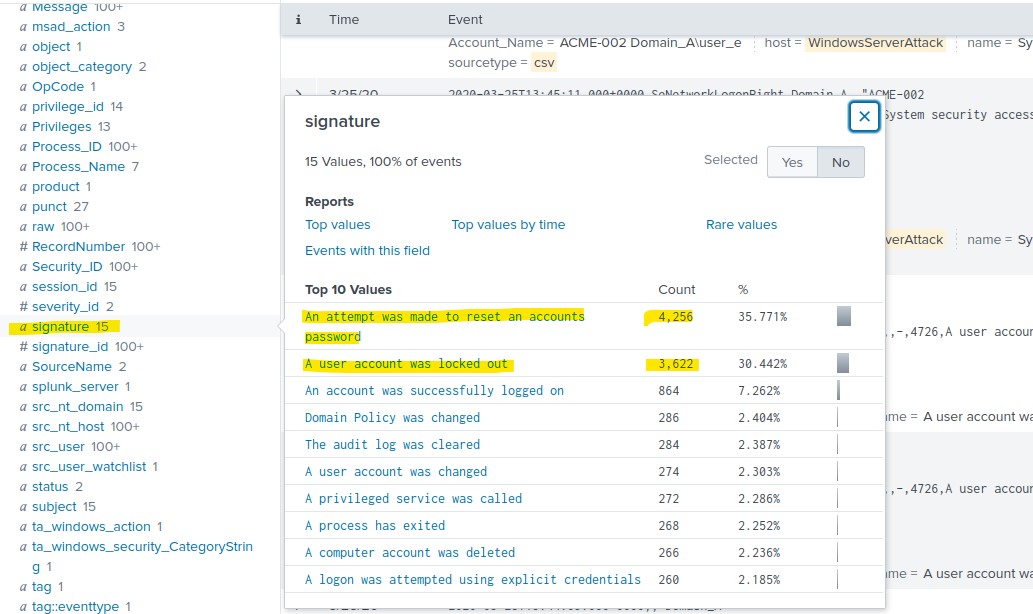 a Message 100+
a msad_action 3
a object 1
a object_category 2
a OpCode 1
a privilege_id 14
a Privileges 13
a Process_ID 100+
a Process_Name 7
a product 1
a punct 27
a raw 100+
# RecordNumber 100+
a Security_ID 100+
a session_id 15
# severity_id 2
a signature 15
# signature_id 100+
a SourceName 2
a splunk_server 1
a src_nt_domain 15
a src_nt_host 100+
a src_user 100+
a src_user_watchlist 1
a status 2
a subject 15
a ta_windows_action 1
a ta_windows_security_CategoryStrin
g 1
a tag 1
a tag::eventtype 1
i Time Event
Account_Name = ACME-002 Domain_A\user_e host = WindowsServerAttack name = Sy
sourcetype = csv
> 3/25/20 2020-03-25T13:45:11.000+0000,SeNetworkLogonRight,Domain_A, "ACME-002
System security access
signature
×
15 Values, 100% of events
Selected Yes No
Reports
Top values Top values by time Rare values
Events with this field
Top 10 Values Count %
An attempt was made to reset an accounts 4,256 35.771%
password
A user account was locked out 3,622 30.442%
An account was successfully logged on 864 7.262%
Domain Policy was changed 286 2.404%
The audit log was cleared 284 2.387%
A user account was changed 274 2.303%
A privileged service was called 272 2.286%
A process has exited 268 2.252%
A computer account was deleted 266 2.236%
A logon was attempted using explicit credentials 260 2.185%
verAttack name = Sy
,-,4726,A user accour
me = A user account wa
,-,4726,A user accour
me = A user account wa